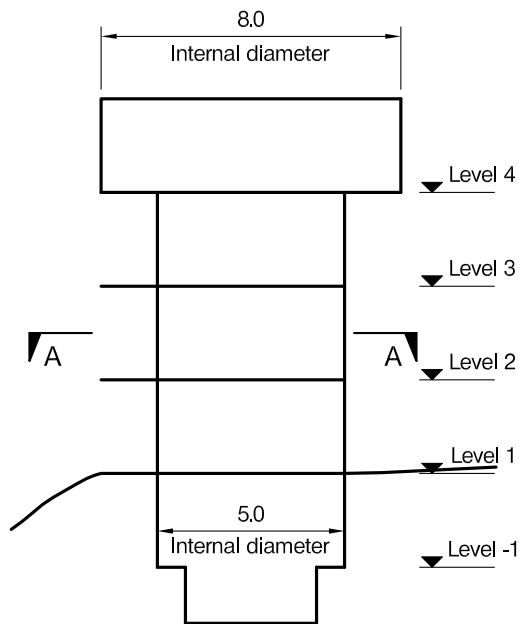 8.0
Internal diameter
Level 4
Level 3
A
A
Level 2
Level 1
5.0
Internal diameter
Level -1